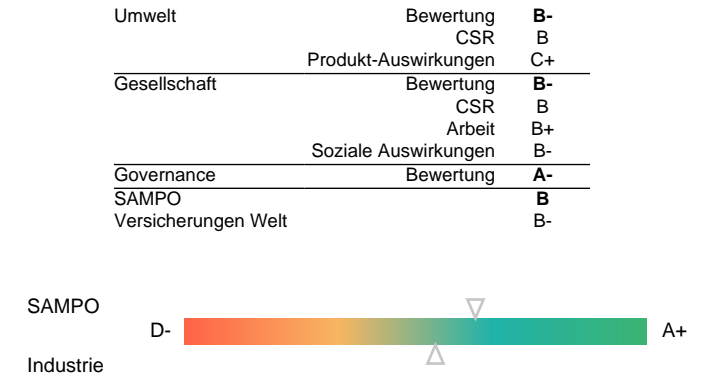 Umwelt Bewertung B-
CSR B
Produkt-Auswirkungen C+
Gesellschaft Bewertung B-
CSR B
Arbeit B+
Soziale Auswirkungen B-
Governance Bewertung A-
SAMPO B
Versicherungen Welt B-
SAMPO
D- A+
Industrie